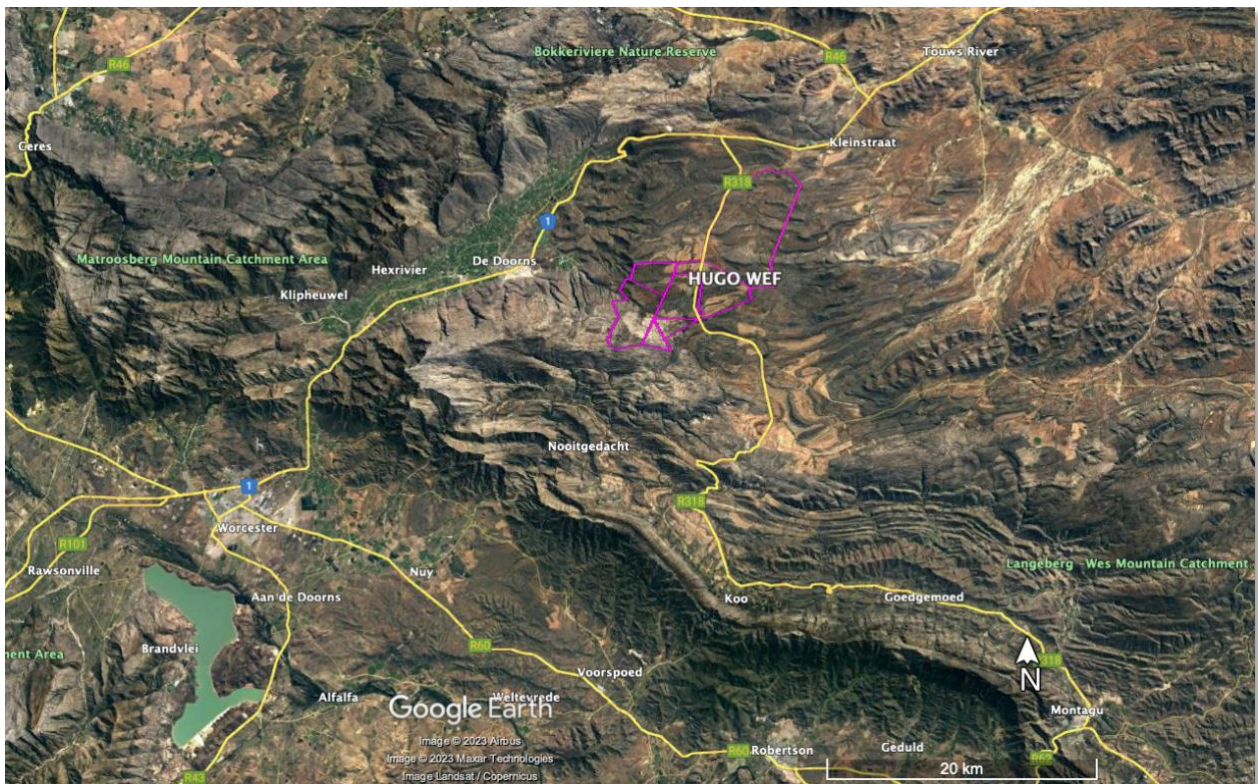 Bokkeriviere Nature Reserve
Touws River
R46
R46
Ceres
Kleinstraat
R318
1
Matroosberg Mountain Catchment Area
De Doorns
Hexrivier
HUGO WEF
Klipheuwel
Nooitgedacht
1
R318
Worcester
R101
Rawsonville
Nuy
Langeberg -Wes Mountain Catchment
Aan de Doorns
Koo
Goedgemoed
Brandvlei
ment Area
R60
318
N
Voorspoed
Alfalfa
Weltevrede
Google Earth
Montagu
Image © 2023 Airbus
Image © 2023 Maxar Technologies
Image Landsat / Copernicus
R43
R60
Robertson
Geduld
R62
20 km